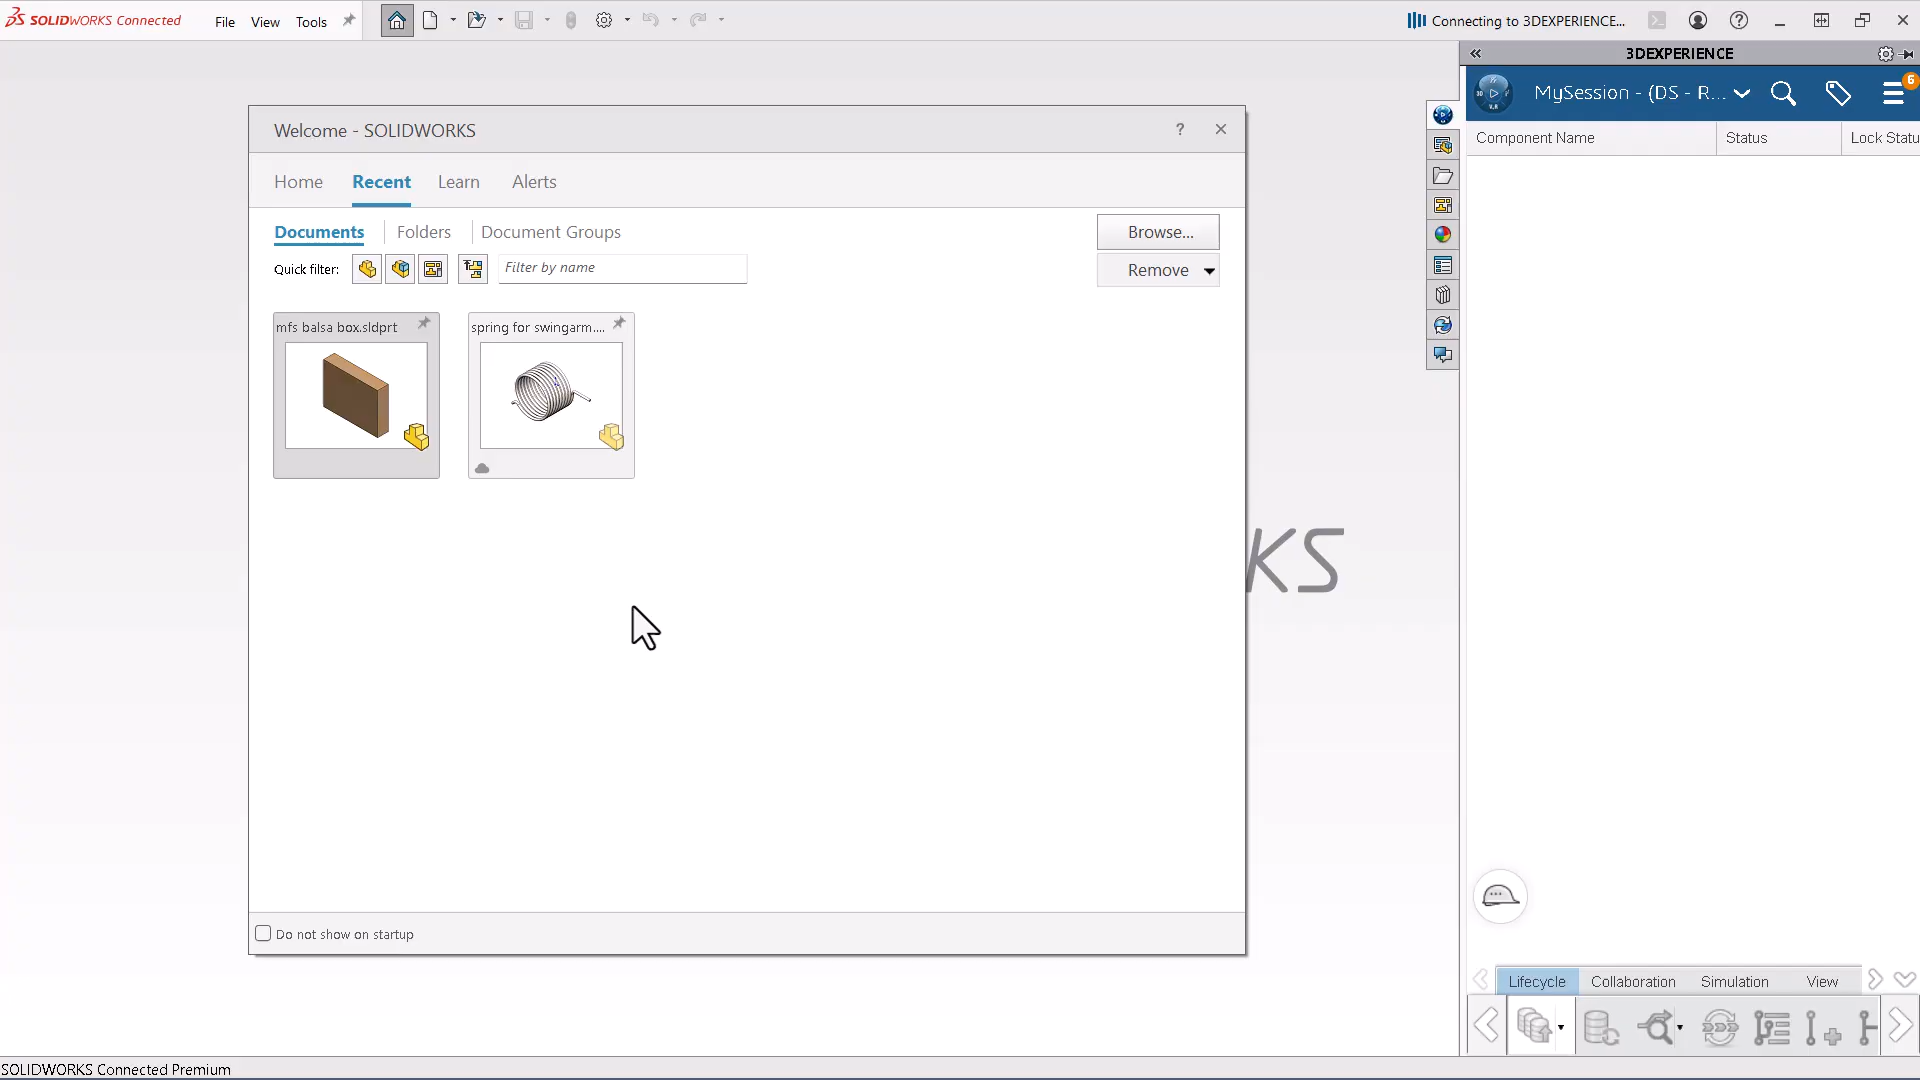 SOLIDWORKS Connected
File View Tools
Connecting to 3DEXPERIENCE...
3DEXPERIENCE
MySession - (DS - R...
6
Component Name Status Lock Statu
Welcome - SOLIDWORKS
Home Recent Learn Alerts
Documents Folders Document Groups
Browse...
Quick filter: Filter by name
Remove
mfs balsa box.sldprt
spring for swingarm....
KS
Do not show on startup
Lifecycle Collaboration Simulation View
SOLIDWORKS Connected Premium